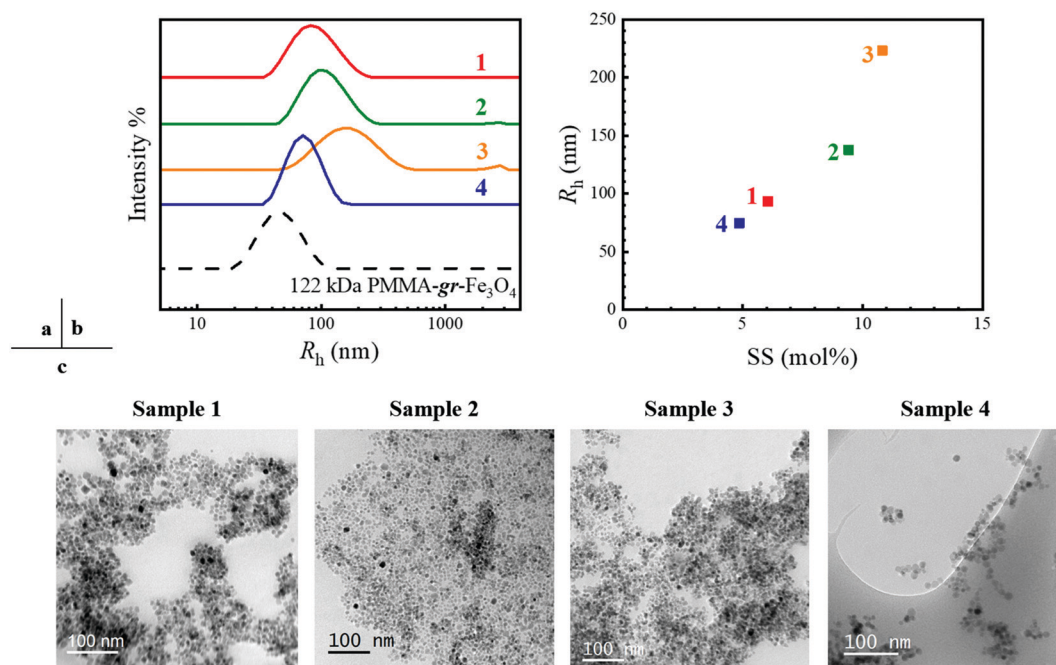 Intensity %
1
2
3
4
122 kDa PMMA-gr-Fe₃O₄
10 100 1000
Rₕ (nm)
Rₕ (nm)
250
200
150
100
50
0
3
2
1
4
0 5 10 15
SS (mol%)
a b
c
Sample 1 Sample 2 Sample 3 Sample 4
100 nm 100 nm 100 nm 100 nm